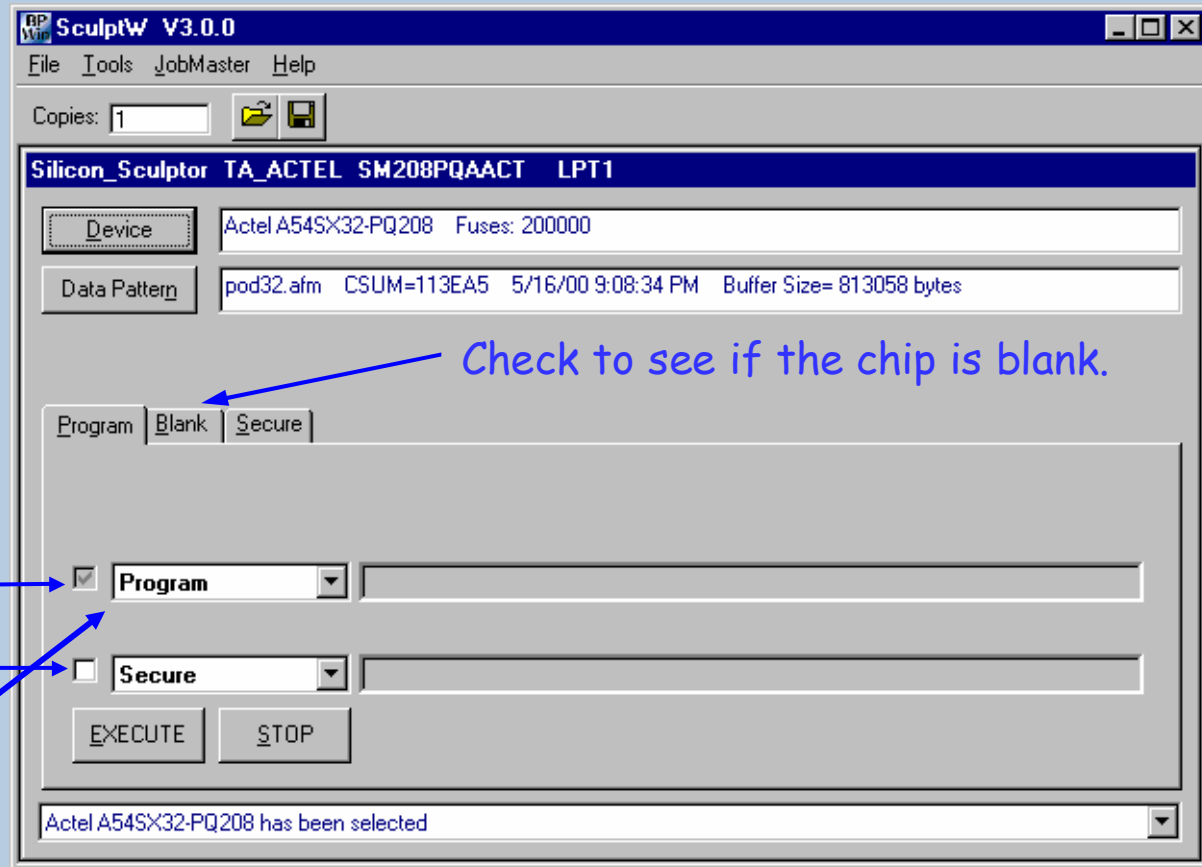 BP Win SculptW V3.0.0
File Tools JobMaster Help
Copies: 1
Silicon_Sculptor TA_ACTEL SM208PQAACT LPT1
Device Actel A54SX32-PQ208 Fuses: 200000
Data Pattern pod32.afm CSUM=113EA5 5/16/00 9:08:34 PM Buffer Size= 813058 bytes
Check to see if the chip is blank.
Program Blank Secure
Program
Secure
EXECUTE STOP
Actel A54SX32-PQ208 has been selected